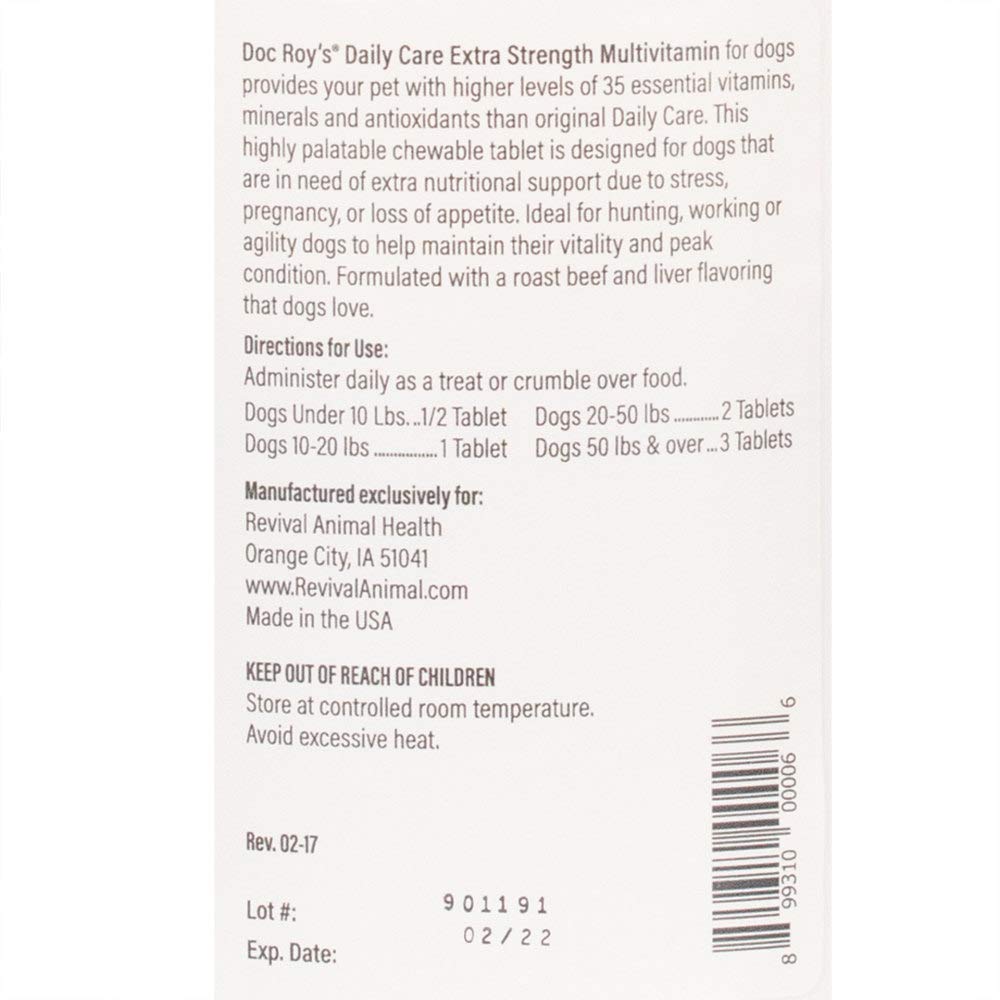 Doc Roy's® Daily Care Extra Strength Multivitamin for dogs
provides your pet with higher levels of 35 essential vitamins,
minerals and antioxidants than original Daily Care. This
highly palatable chewable tablet is designed for dogs that
are in need of extra nutritional support due to stress,
pregnancy, or loss of appetite. Ideal for hunting, working or
agility dogs to help maintain their vitality and peak
condition. Formulated with a roast beef and liver flavoring
that dogs love.
Directions for Use:
Administer daily as a treat or crumble over food.
Dogs Under 10 Lbs...1/2 Tablet Dogs 20-50 lbs ............2 Tablets
Dogs 10-20 lbs ................1 Tablet Dogs 50 lbs & over...3 Tablets
Manufactured exclusively for:
Revival Animal Health
Orange City, IA 51041
www.RevivalAnimal.com
Made in the USA
KEEP OUT OF REACH OF CHILDREN
Store at controlled room temperature.
Avoid excessive heat.
Rev. 02-17
Lot #: 901191
Exp. Date: 02/22
8 99310 00006 6